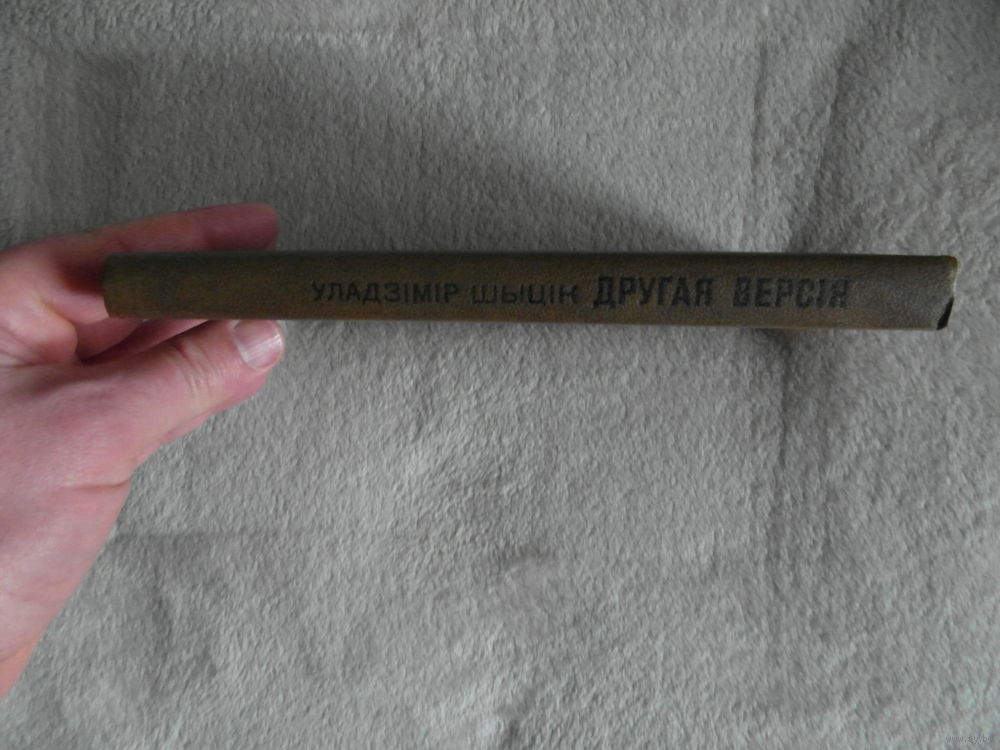 УЛАДЗІМІР ШЫЦІК ДРУГАЯ ВЕРСІЯ